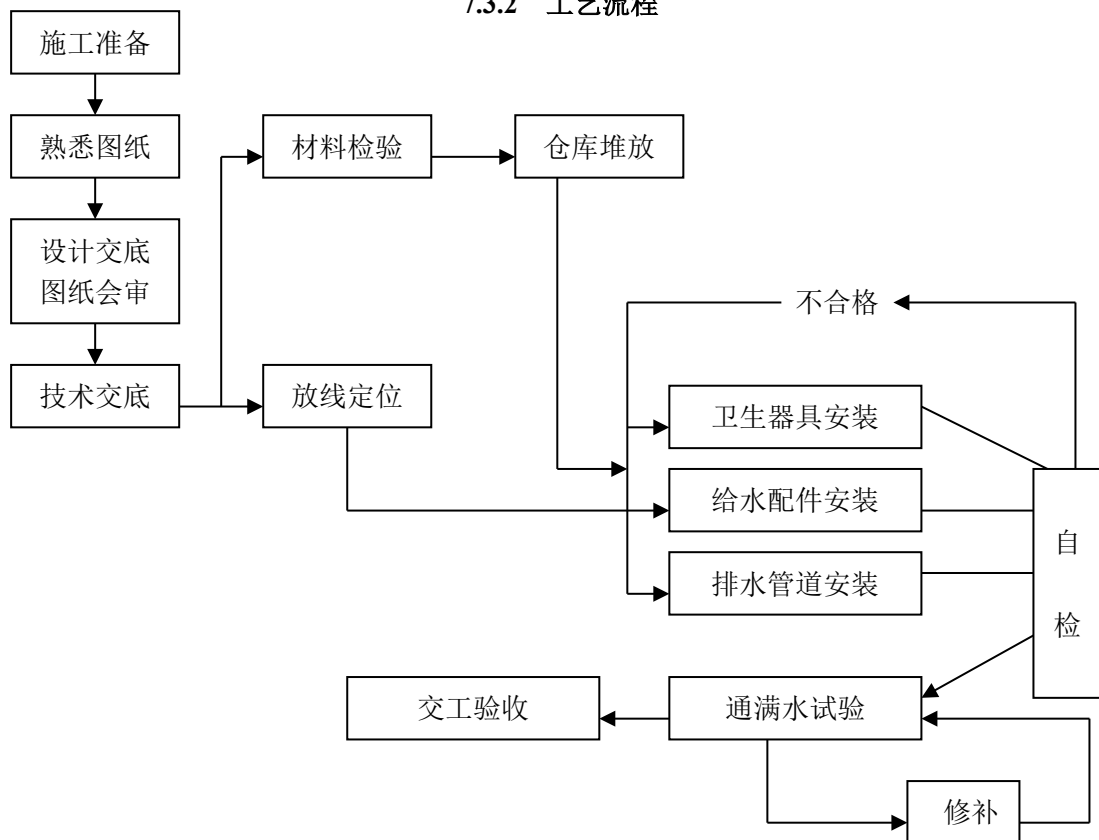 7.3.2 工艺流程
施工准备
熟悉图纸
材料检验
仓库堆放
设计交底
图纸会审
不合格
技术交底
放线定位
卫生器具安装
给水配件安装
排水管道安装
自
检
交工验收
通满水试验
修补